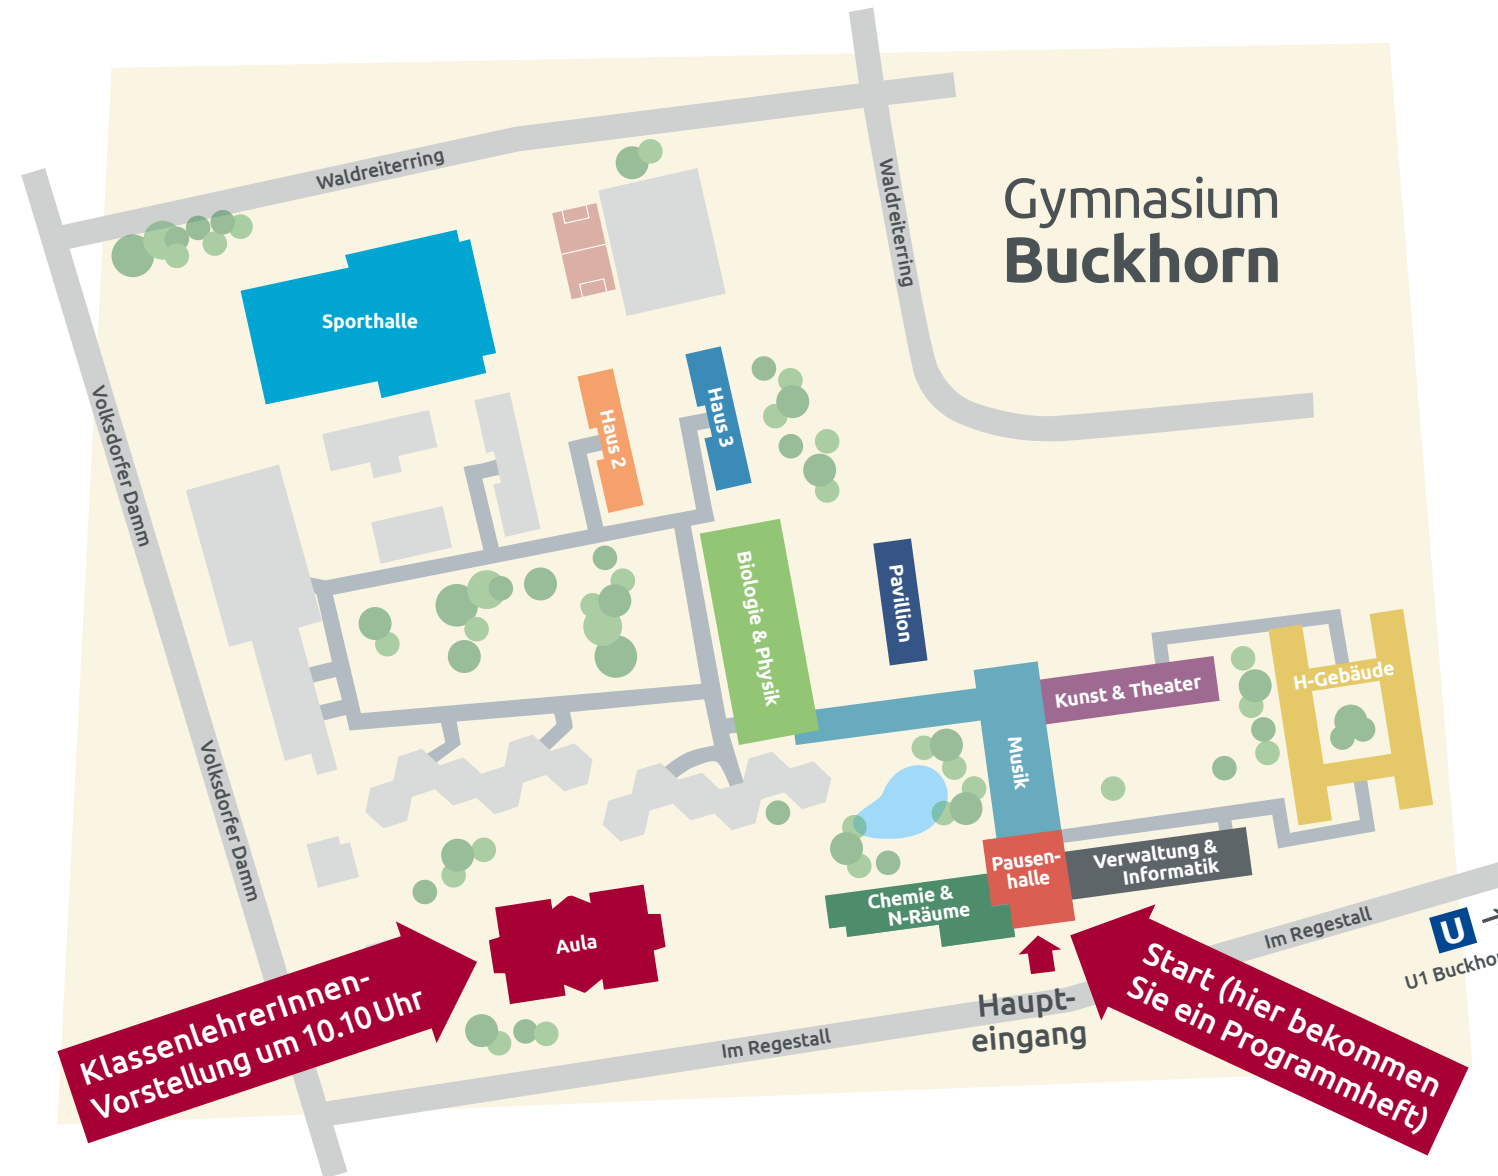 Waldreiterring
Waldreiterring
Gymnasium
Buckhorn
Sporthalle
Haus 3
Haus 2
Volksdorfer Damm
Biologie & Physik
Pavillion
Kunst & Theater
H-Gebäude
Musik
Volksdorfer Damm
Pausen-
halle
Verwaltung &
Informatik
Chemie &
N-Räume
Aula
Im Regestall
U
U1 Buckho
KlassenlehrerInnen-
Vorstellung um 10.10 Uhr
Haupt-
eingang
Start (hier bekommen
Sie ein Programmheft)
Im Regestall